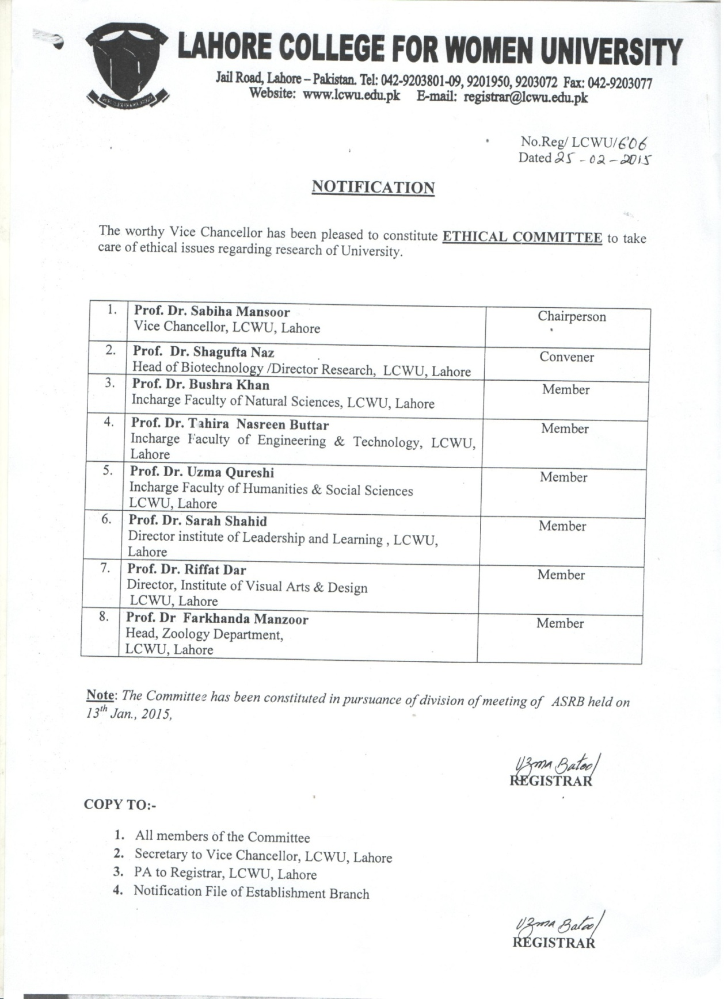 LAHORE COLLEGE FOR WOMEN UNIVERSITY
Jail Road, Lahore – Pakistan. Tel: 042-9203801-09, 9201950, 9203072 Fax: 042-9203077
Website: www.lcwu.edu.pk E-mail: registrar@lcwu.edu.pk
No.Reg/ LCWU/606
Dated 25-02-2015
NOTIFICATION
The worthy Vice Chancellor has been pleased to constitute ETHICAL COMMITTEE to take
care of ethical issues regarding research of University.
1. Prof. Dr. Sabiha Mansoor Chairperson
Vice Chancellor, LCWU, Lahore
2. Prof. Dr. Shagufta Naz Convener
Head of Biotechnology /Director Research, LCWU, Lahore
3. Prof. Dr. Bushra Khan Member
Incharge Faculty of Natural Sciences, LCWU, Lahore
4. Prof. Dr. Tahira Nasreen Buttar Member
Incharge Faculty of Engineering & Technology, LCWU,
Lahore
5. Prof. Dr. Uzma Qureshi Member
Incharge Faculty of Humanities & Social Sciences
LCWU, Lahore
6. Prof. Dr. Sarah Shahid Member
Director institute of Leadership and Learning , LCWU,
Lahore
7. Prof. Dr. Riffat Dar Member
Director, Institute of Visual Arts & Design
LCWU, Lahore
8. Prof. Dr Farkhanda Manzoor Member
Head, Zoology Department,
LCWU, Lahore
Note: The Committee has been constituted in pursuance of division of meeting of ASRB held on
13th Jan., 2015,
Uzma Batool
REGISTRAR
COPY TO:-
1. All members of the Committee
2. Secretary to Vice Chancellor, LCWU, Lahore
3. PA to Registrar, LCWU, Lahore
4. Notification File of Establishment Branch
Uzma Batool
REGISTRAR